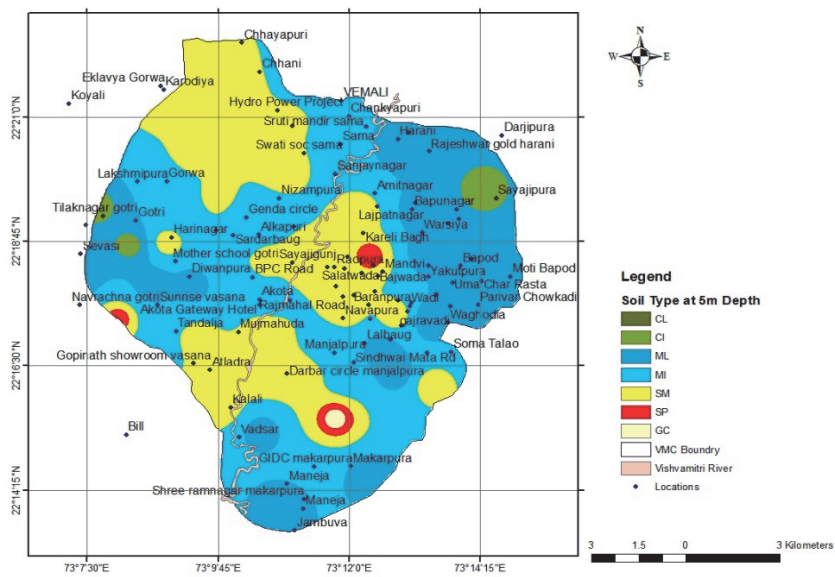 N
W E
S
Chhayapuri
Chhani
Eklavya Gorwa
Karodiya
Koyali
VEMALI
Hydro Power Project
Chankyapuri
22°21'0"N
Sruti mandir sama
Harani
Darjipura
Sama
Swati soc sama
Rajeshwar gold harani
Sanjaynagar
Lakshmipura
Gorwa
Amitnagar
Nizampura
Bapunagar
Sayajipura
Tilaknagar gotri
Gotri
Genda circle
Lajpatnagar
Warsiya
Harinagar
Alkapuri
Kareli Bagh
22°18'45"N
Sardarbaug
Sevasi
Mother school gotri
Sayajigunj
Raopura
Mandvi
Bapod
Diwanpura
BPC Road
Salatwada
Bajwada
Yakutpura
Moti Bapod
Uma Char Rasta
Navrachna gotri
Sunrise vasana
Akota
Baranpura
Wadi
Parivar Chowkadi
Akota Gateway Hotel
Rajmahal Road
Navapura
Waghodia
Tandalja
Mujmahuda
gajravadi
Lalbaug
Gopinath showroom vasana
Manjalpura
Soma Talao
22°16'30"N
Atladra
Sindhwai Mata Rd
Darbar circle manjalpura
Kalali
Bill
Vadsar
GIDC makarpura
Makarpura
Maneja
22°14'15"N
Shree ramnagar makarpura
Maneja
Jambuva
73°7'30"E 73°9'45"E 73°12'0"E 73°14'15"E
Legend
Soil Type at 5m Depth
CL
CI
ML
MI
SM
SP
GC
VMC Boundry
Vishvamitri River
Locations
3 1.5 0 3 Kilometers